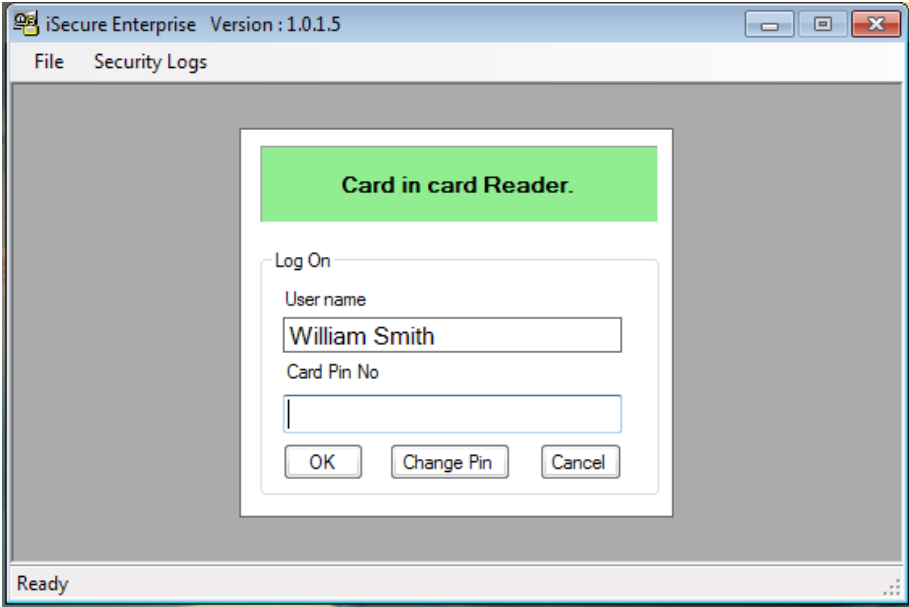 iSecure Enterprise Version : 1.0.1.5
File Security Logs
Card in card Reader.
Log On
User name
William Smith
Card Pin No
OK Change Pin Cancel
Ready